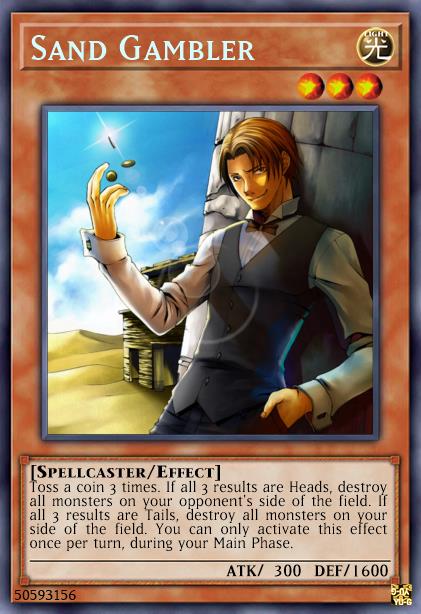 SAND GAMBLER
LIGHT
光
[SPELLCASTER/EFFECT]
Toss a coin 3 times. If all 3 results are Heads, destroy
all monsters on your opponent's side of the field. If
all 3 results are Tails, destroy all monsters on your
side of the field. You can only activate this effect
once per turn, during your Main Phase.
ATK/ 300 DEF/1600
50593156